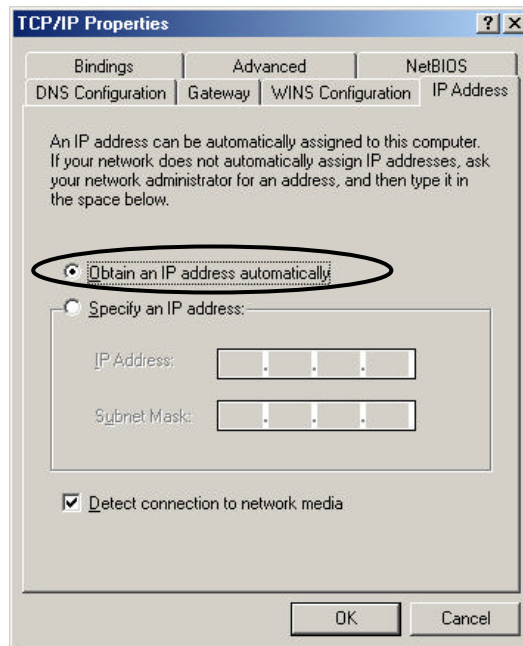 TCP/IP Properties ? ×
Bindings Advanced NetBIOS
DNS Configuration Gateway WINS Configuration IP Address
An IP address can be automatically assigned to this computer.
If your network does not automatically assign IP addresses, ask
your network administrator for an address, and then type it in
the space below.
Obtain an IP address automatically
Specify an IP address:
IP Address:
. . .
Subnet Mask:
. . .
Detect connection to network media
OK Cancel